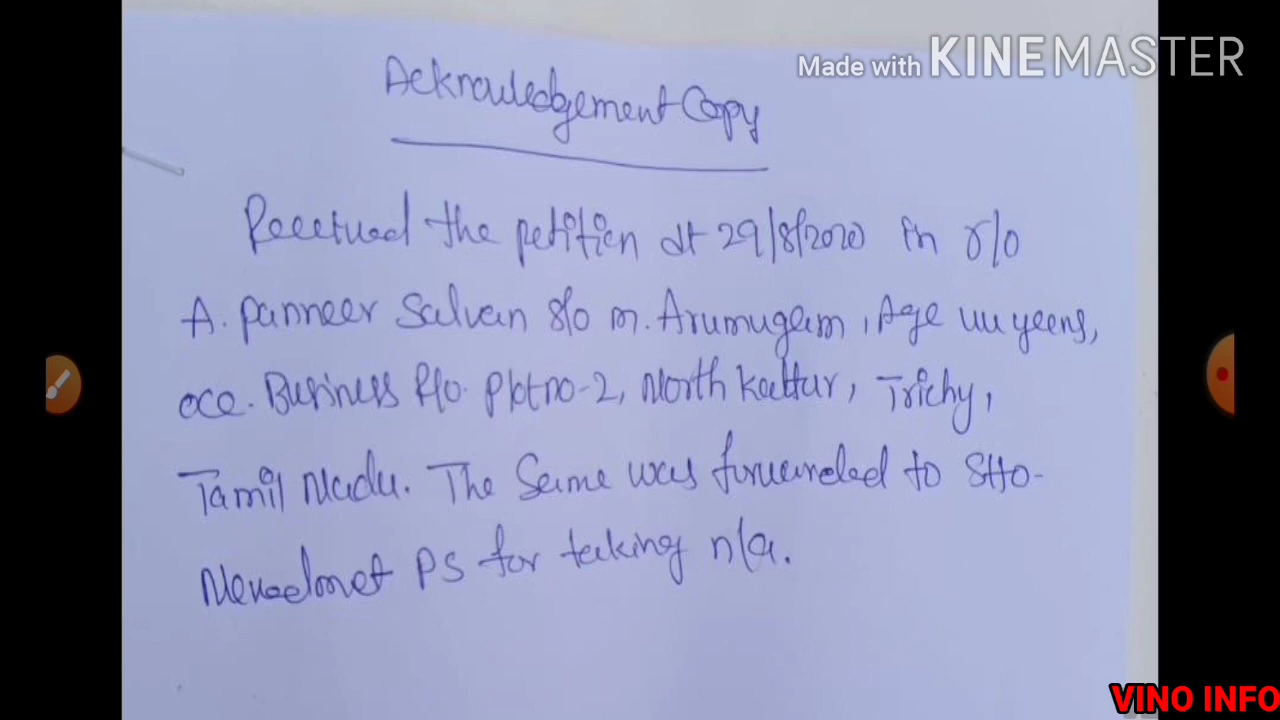 Made with KINEMASTER
Acknowledgement Copy
Received the petition dt 29/8/2020 in r/o
A. Panneer Salvan S/o m. Arumugam, Age 44 years,
occ. Business R/o. Plot no-2, North Kattur, Trichy,
Tamil Nadu. The Same was forwarded to SHO-
PS for taking n/a.
VINO INFO